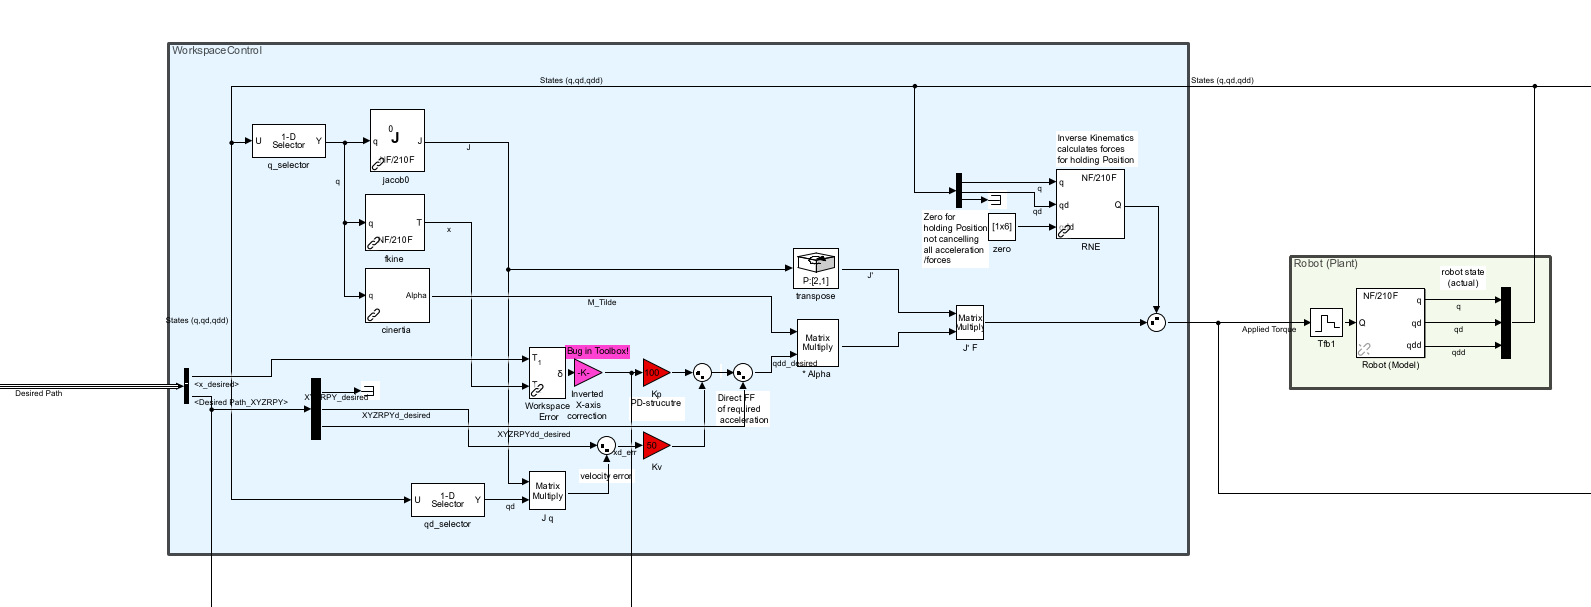 WorkspaceControl
States (q,qd,qdd)
States (q,qd,qdd)
U
1-D
Selector
Y
q_selector
0
J
q
J
NF/210F
jacob0
J
q
q
T
NF/210F
fkine
x
q
Alpha
cinertia
M_Tilde
P:[2,1]
transpose
J'
Inverse Kinematics
calculates forces
for holding Position
q
NF/210F
qd
Q
RNE
q
qd
Zero for
holding Position
not cancelling
all acceleration
/forces
[1x6]
zero
States (q,qd,qdd)
Desired Path
<x_desired>
<Desired Path_XYZRPY>
XYZRPY_desired
XYZRPYd_desired
XYZRPYdd_desired
T1
δ
Workspace
Error
Bug in Toolbox!
-K-
Inverted
X-axis
correction
100
Kp
PD-strucutre
Direct FF
of required
acceleration
qdd_desired
Matrix
Multiply
* Alpha
Matrix
Multiply
J' F
xd_err
50
Kv
velocity error
U
1-D
Selector
Y
qd_selector
qd
Matrix
Multiply
J q
Applied Torque
Robot (Plant)
Tfb1
NF/210F
Q
q
qd
qdd
Robot (Model)
robot state
(actual)
q
qd
qdd